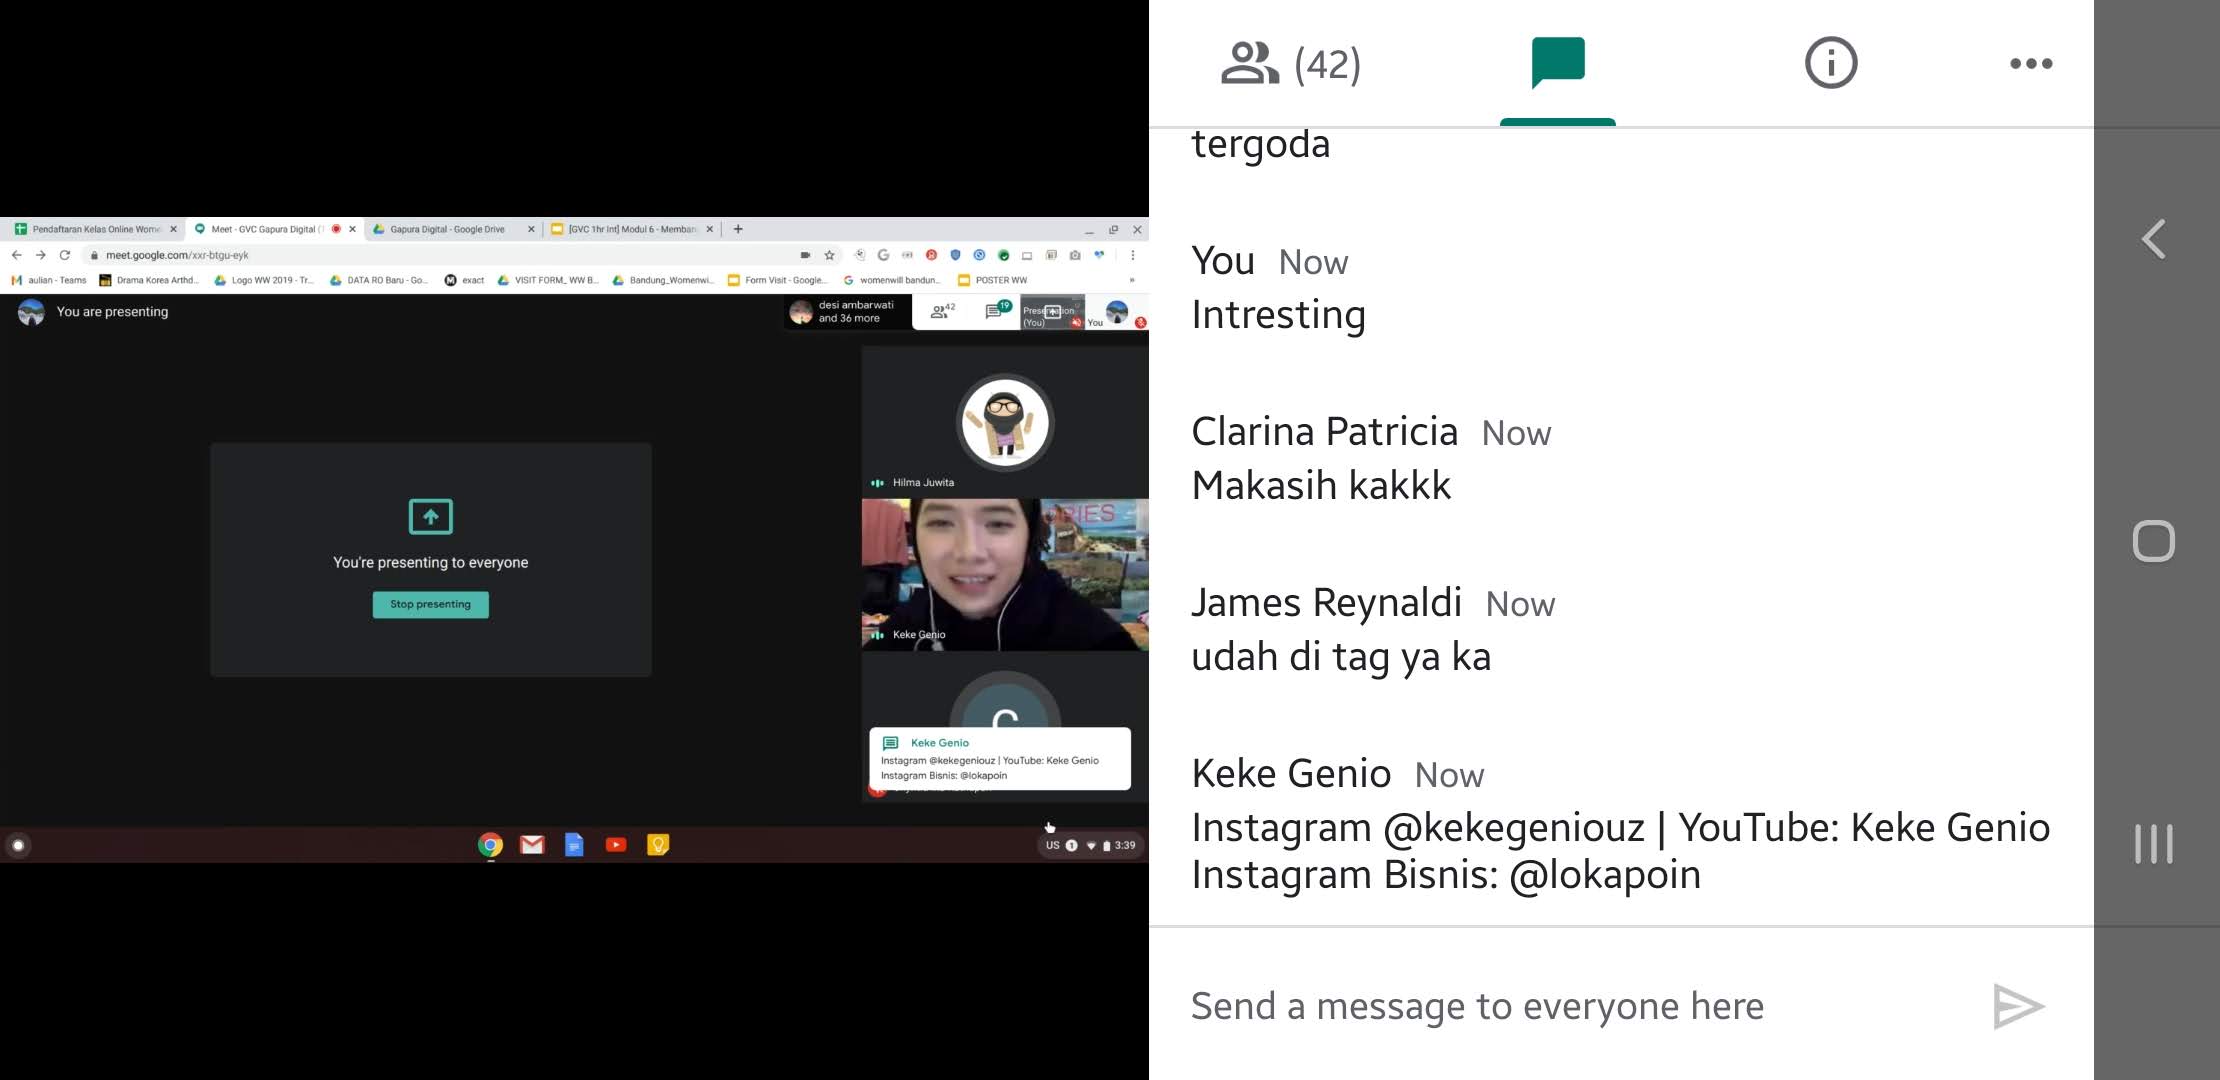 Pendaftaran Kelas Online Wome
Meet - GVC Gapura Digital (
Gapura Digital - Google Drive
[GVC 1hr Int] Modul 6 - Memban
meet.google.com/xxr-btgu-eyk
aulian - Teams
Drama Korea Arthd...
Logo WW 2019 - Tr...
DATA RO Baru - Go...
exact
VISIT FORM_ WW B...
Bandung_Womenwi...
Form Visit - Google...
womenwill bandun...
POSTER WW
You are presenting
desi ambarwati
and 36 more
42
19
Presentation
(You)
You
Hilma Juwita
You're presenting to everyone
Stop presenting
RIES
Keke Genio
Keke Genio
Instagram @kekegeniouz | YouTube: Keke Genio
Instagram Bisnis: @lokapoin
US 1 3:39
(42)
tergoda
You Now
Intresting
Clarina Patricia Now
Makasih kakkk
James Reynaldi Now
udah di tag ya ka
Keke Genio Now
Instagram @kekegeniouz | YouTube: Keke Genio
Instagram Bisnis: @lokapoin
Send a message to everyone here